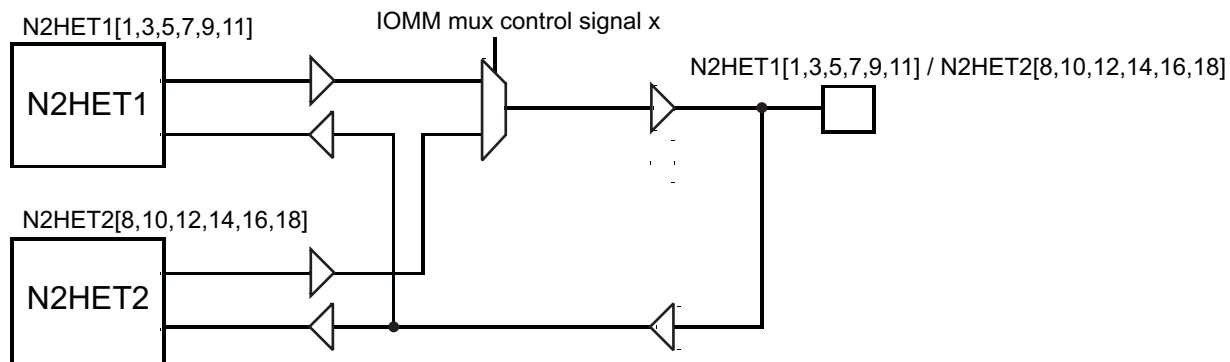 IOMM mux control signal x
N2HET1[1,3,5,7,9,11]
N2HET1[1,3,5,7,9,11] / N2HET2[8,10,12,14,16,18]
N2HET1
N2HET2[8,10,12,14,16,18]
N2HET2